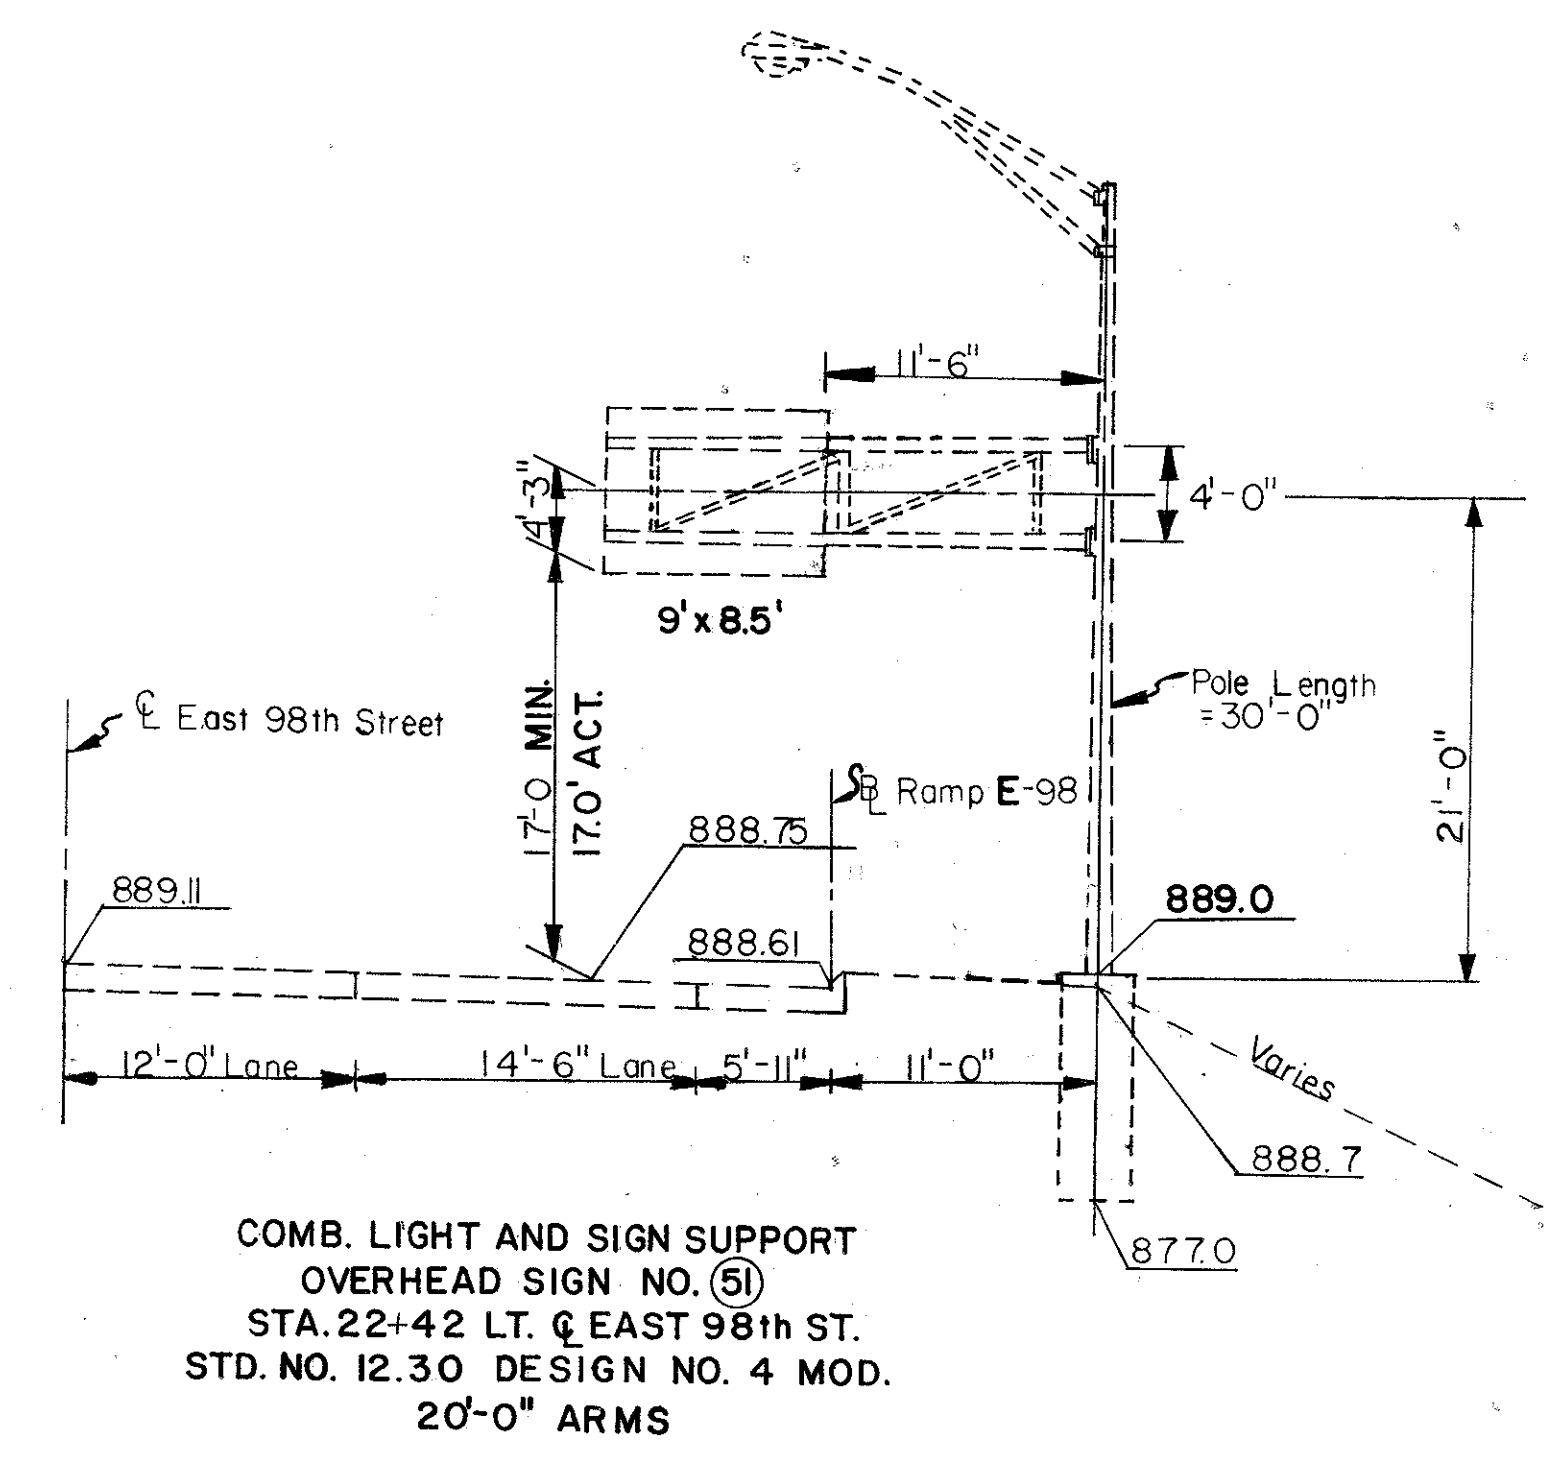 11'-6"
4'-3"
4'-0"
9'x8.5'
Pole Length
=30'-0"
℄ East 98th Street
17'-0 MIN.
17.0' ACT.
21'-0"
BL Ramp E-98
888.75
889.11
889.0
888.61
12'-0" Lane
14'-6" Lane
5'-11"
11'-0"
Varies
888.7
877.0
COMB. LIGHT AND SIGN SUPPORT
OVERHEAD SIGN NO. 51
STA. 22+42 LT. ℄ EAST 98th ST.
STD. NO. 12.30 DESIGN NO. 4 MOD.
20'-0" ARMS